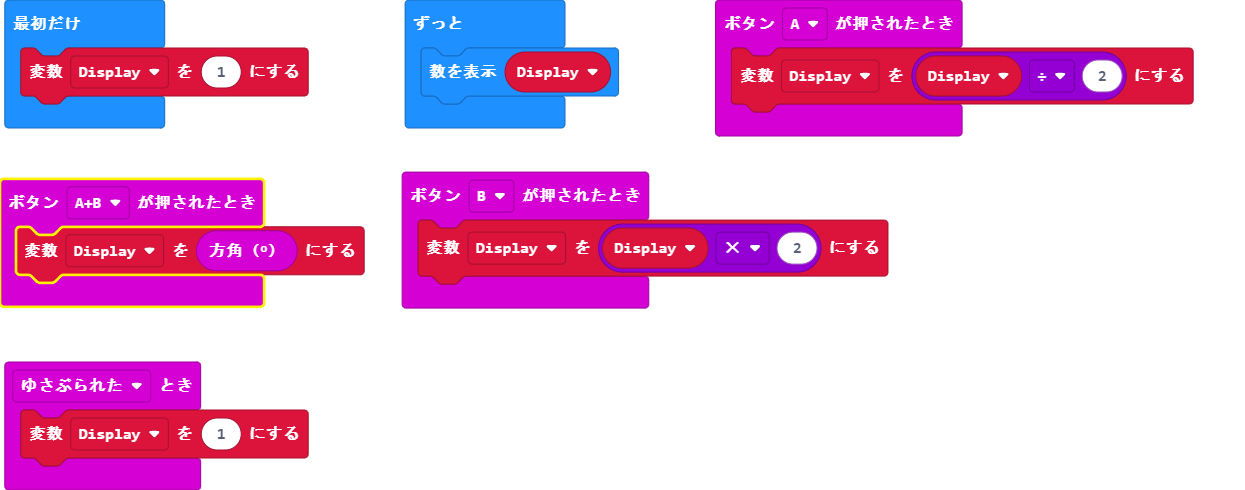 最初だけ
変数 Display を 1 にする
ずっと
数を表示 Display
ボタン A が押されたとき
変数 Display を Display ÷ 2 にする
ボタン A+B が押されたとき
変数 Display を 方角 (°) にする
ボタン B が押されたとき
変数 Display を Display × 2 にする
ゆさぶられた とき
変数 Display を 1 にする